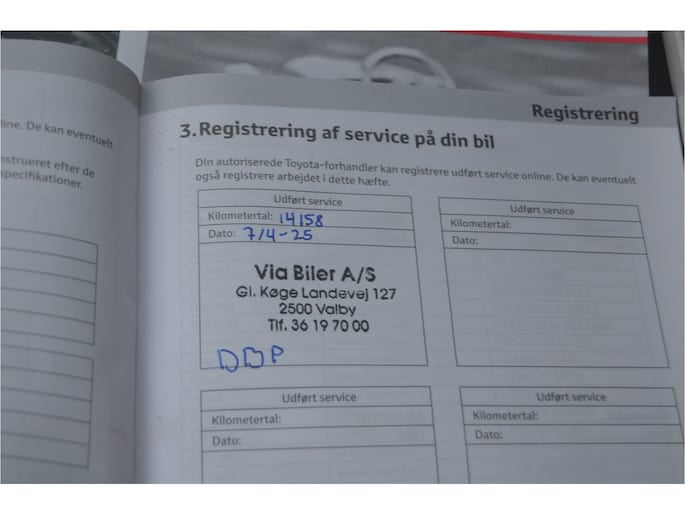 line. De kan eventuelt
nstrueret efter de
specifikationer.
Registrering
3. Registrering af service på din bil
Din autoriserede Toyota-forhandler kan registrere udført service online. De kan eventuelt
også registrere arbejdet i dette hæfte.
Udført service
Kilometertal: 14158
Dato: 7/4-25
Via Biler A/S
Gl. Køge Landevej 127
2500 Valby
Tlf. 36 19 70 00
DBP
Udført service
Kilometertal:
Dato:
Udført service
Kilometertal:
Dato:
Udført service
Kilometertal:
Dato: